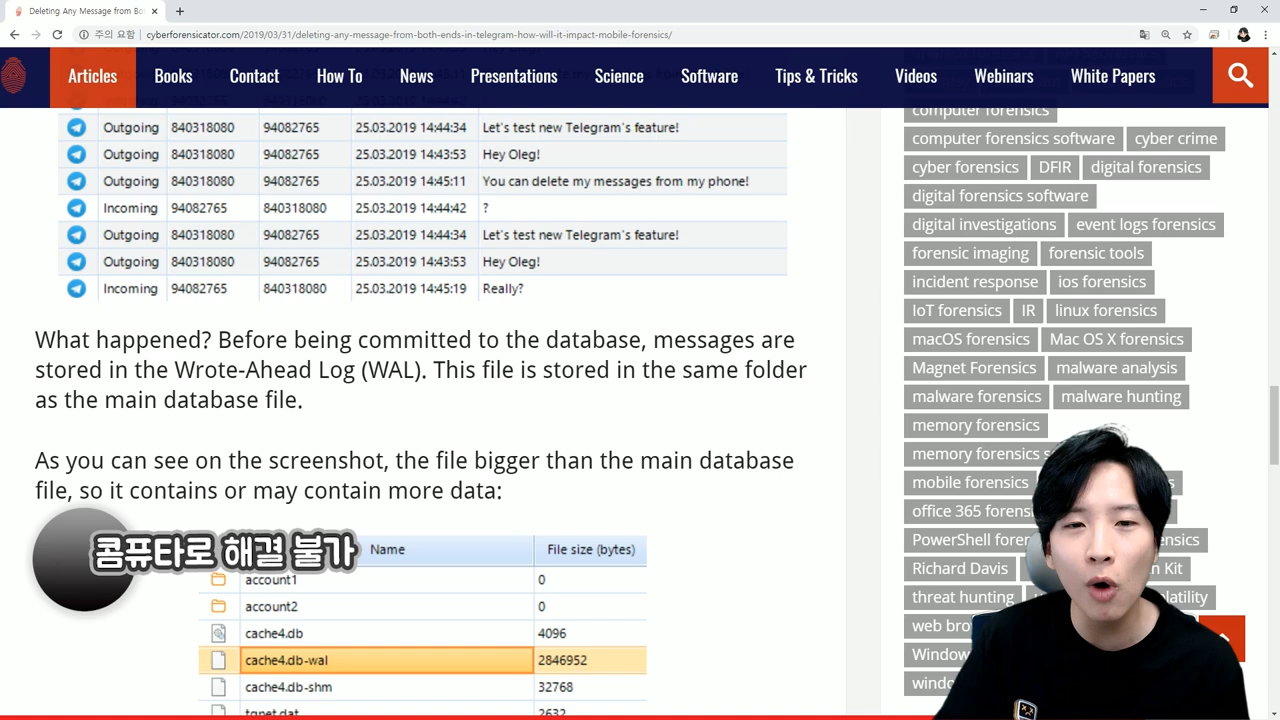 Deleting Any Message from Bo
주의 요함
cyberforensicator.com/2019/03/31/deleting-any-message-from-both-ends-in-telegram-how-will-it-impact-mobile-forensics/
Articles Books Contact How To News Presentations Science Software Tips & Tricks Videos Webinars White Papers
Outgoing 840318080 94082765 25.03.2019 14:44:34 Let's test new Telegram's feature!
Outgoing 840318080 94082765 25.03.2019 14:43:53 Hey Oleg!
Outgoing 840318080 94082765 25.03.2019 14:45:11 You can delete my messages from my phone!
Incoming 94082765 840318080 25.03.2019 14:44:42 ?
Outgoing 840318080 94082765 25.03.2019 14:44:34 Let's test new Telegram's feature!
Outgoing 840318080 94082765 25.03.2019 14:43:53 Hey Oleg!
Incoming 94082765 840318080 25.03.2019 14:45:19 Really?
What happened? Before being committed to the database, messages are
stored in the Wrote-Ahead Log (WAL). This file is stored in the same folder
as the main database file.
As you can see on the screenshot, the file bigger than the main database
file, so it contains or may contain more data:
콤퓨타로 해결 불가
Name File size (bytes)
account1 0
account2 0
cache4.db 4096
cache4.db-wal 2846952
cache4.db-shm 32768
tgnet.dat 2632
computer forensics
computer forensics software cyber crime
cyber forensics DFIR digital forensics
digital forensics software
digital investigations event logs forensics
forensic imaging forensic tools
incident response ios forensics
IoT forensics IR linux forensics
macOS forensics Mac OS X forensics
Magnet Forensics malware analysis
malware forensics malware hunting
memory forensics
memory forensics
mobile forensics
office 365
PowerShell
Richard Davis
threat hunting